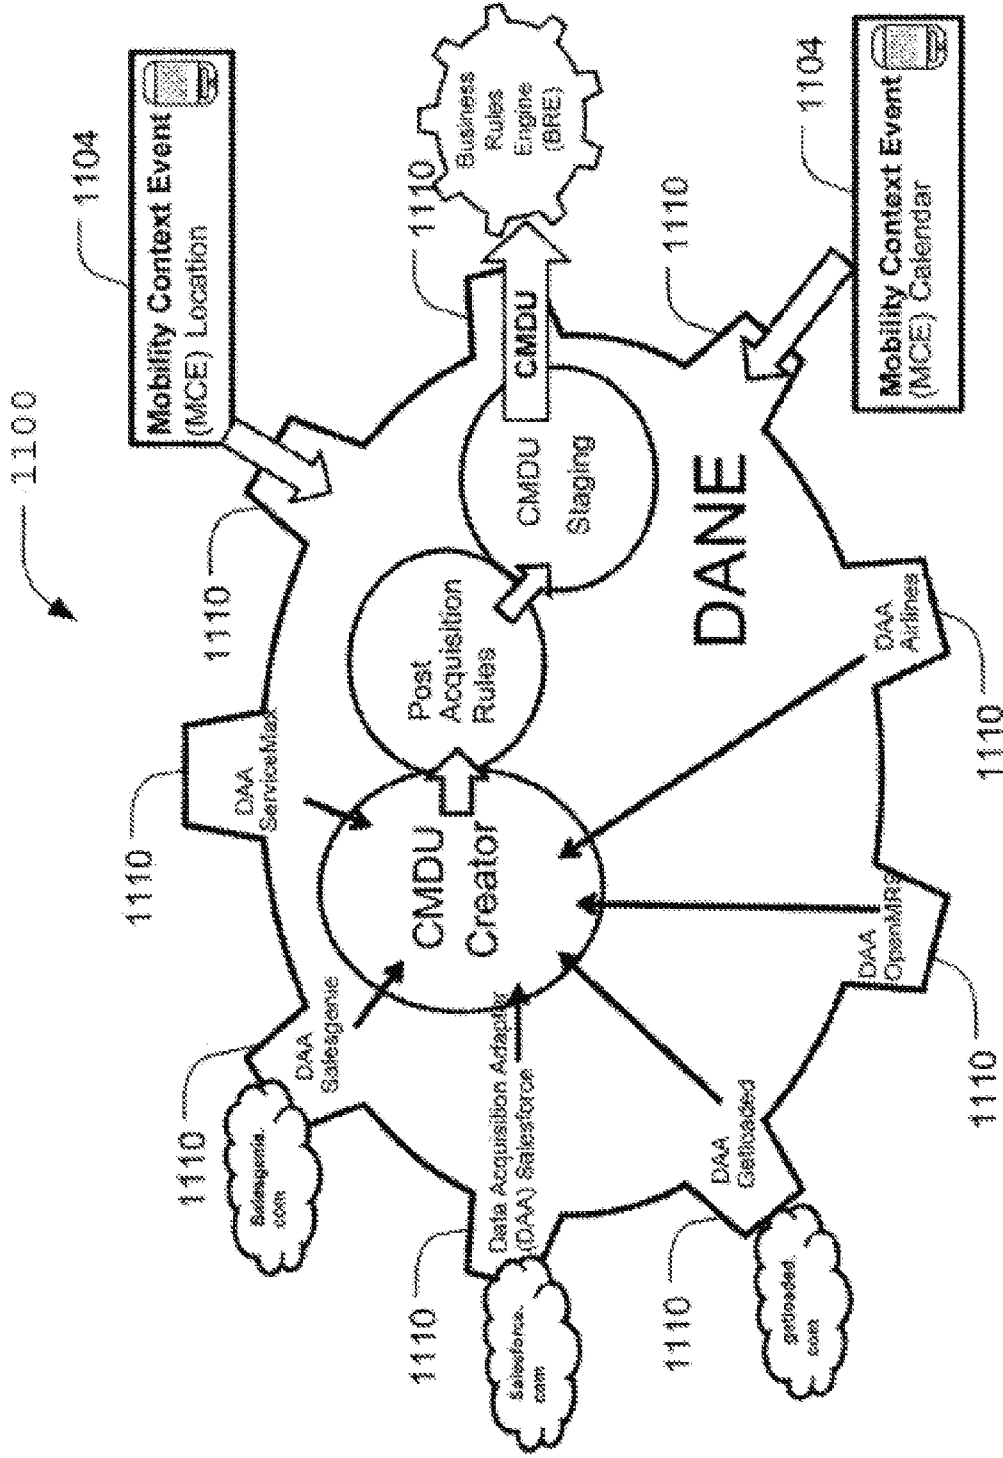 1100
1104
Mobility Context Event
(MCE) Location
1110
1110
1110
DAA
ServiceMax
Salesgenie.
com
DAA
Salesgenie
1110
1110
CMDU
Creator
Post
Acquisition
Rules
Business
Rules
Engine
(BRE)
Salesforce.
com
Data Acquisition Adapter
(DAA) Salesforce
CMDU
Staging
CMDU
1110
1110
DANE
DAA
Getloaded
getloaded.
com
1104
DAA
OpenMRS
DAA
Airlines
Mobility Context Event
(MCE) Calendar
1110
1110